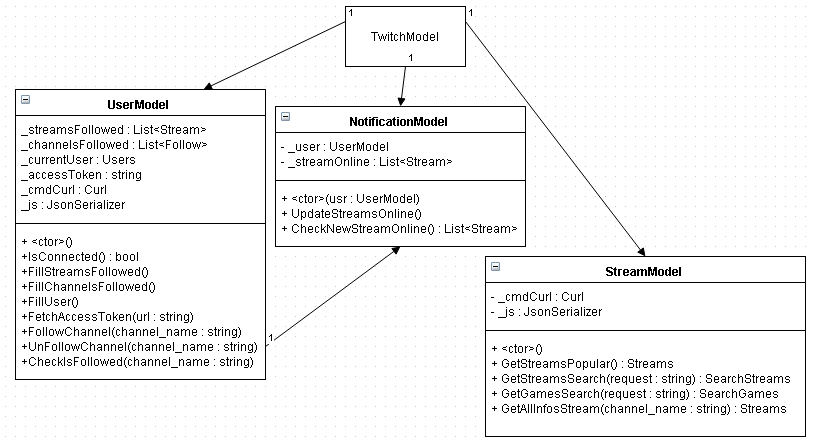 1
1
TwitchModel
1
UserModel
_streamsFollowed : List<Stream>
_channelsFollowed : List<Follow>
_currentUser : Users
_accessToken : string
_cmdCurl : Curl
_js : JsonSerializer
+ <ctor>()
+IsConnected() : bool
+FillStreamsFollowed()
+FillChannelsFollowed()
+FillUser()
+FetchAccessToken(url : string)
+FollowChannel(channel_name : string)
+UnFollowChannel(channel_name : string)
+CheckIsFollowed(channel_name : string)
1
NotificationModel
- _user : UserModel
- _streamOnline : List<Stream>
+ <ctor>(usr : UserModel)
+ UpdateStreamsOnline()
+ CheckNewStreamOnline() : List<Stream>
StreamModel
- _cmdCurl : Curl
- _js : JsonSerializer
+ <ctor>()
+ GetStreamsPopular() : Streams
+ GetStreamsSearch(request : string) : SearchStreams
+ GetGamesSearch(request : string) : SearchGames
+ GetAllInfosStream(channel_name : string) : Streams